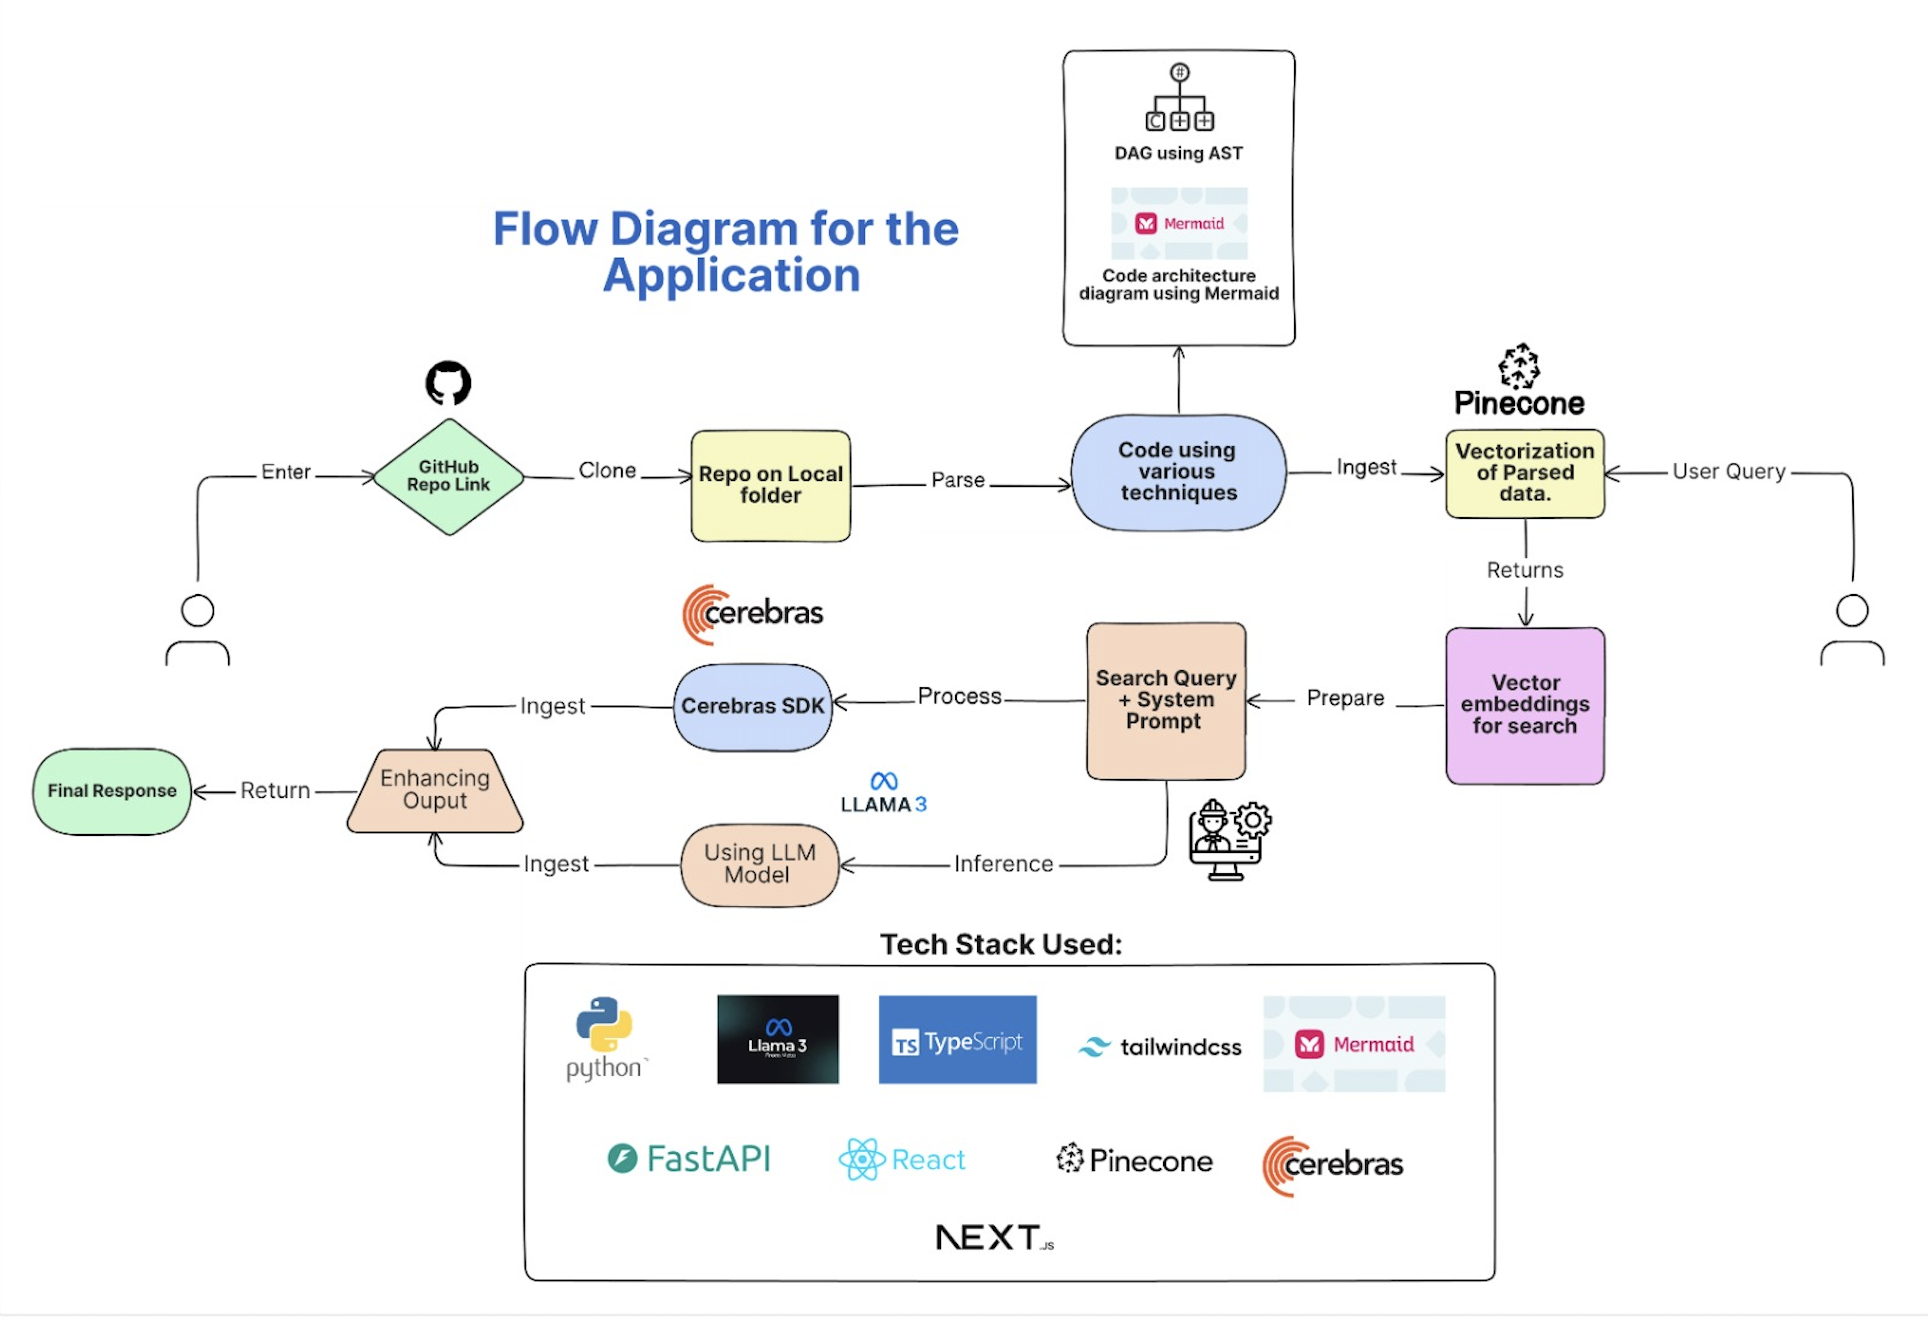 #
C + +
DAG using AST
Mermaid
Code architecture
diagram using Mermaid
Flow Diagram for the
Application
Pinecone
Enter
GitHub
Repo Link
Clone
Repo on Local
folder
Parse
Code using
various
techniques
Ingest
Vectorization
of Parsed
data.
User Query
Returns
cerebras
Vector
embeddings
for search
Prepare
Search Query
+ System
Prompt
Process
Cerebras SDK
Ingest
Final Response
Return
Enhancing
Ouput
LLAMA 3
Using LLM
Model
Inference
Ingest
Tech Stack Used:
python
Llama 3
TS TypeScript
tailwindcss
Mermaid
FastAPI
React
Pinecone
cerebras
NEXT.JS